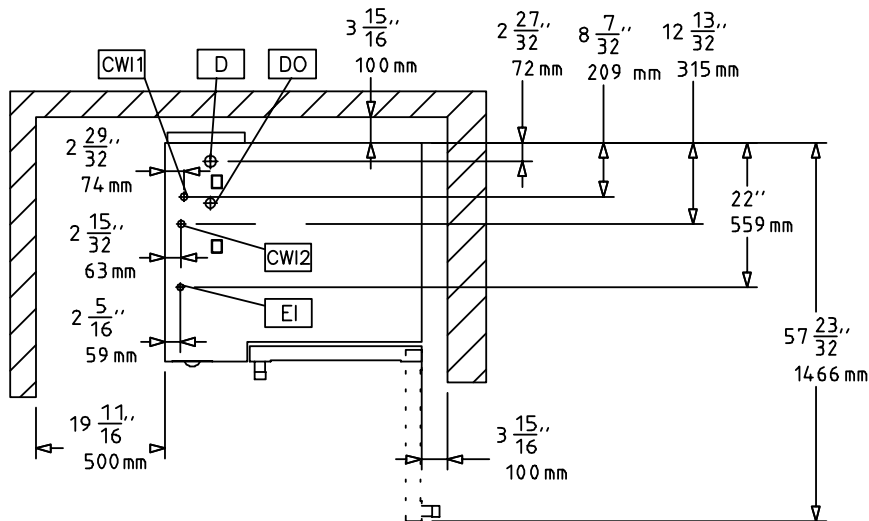 3 15/16''
100 mm
2 27/32''
72 mm
8 7/32''
209 mm
12 13/32''
315 mm
CWI1
D
DO
2 29/32''
74 mm
2 15/32''
63 mm
CWI2
22''
559 mm
2 5/16''
59 mm
EI
57 23/32''
1466 mm
19 11/16''
500 mm
3 15/16''
100 mm